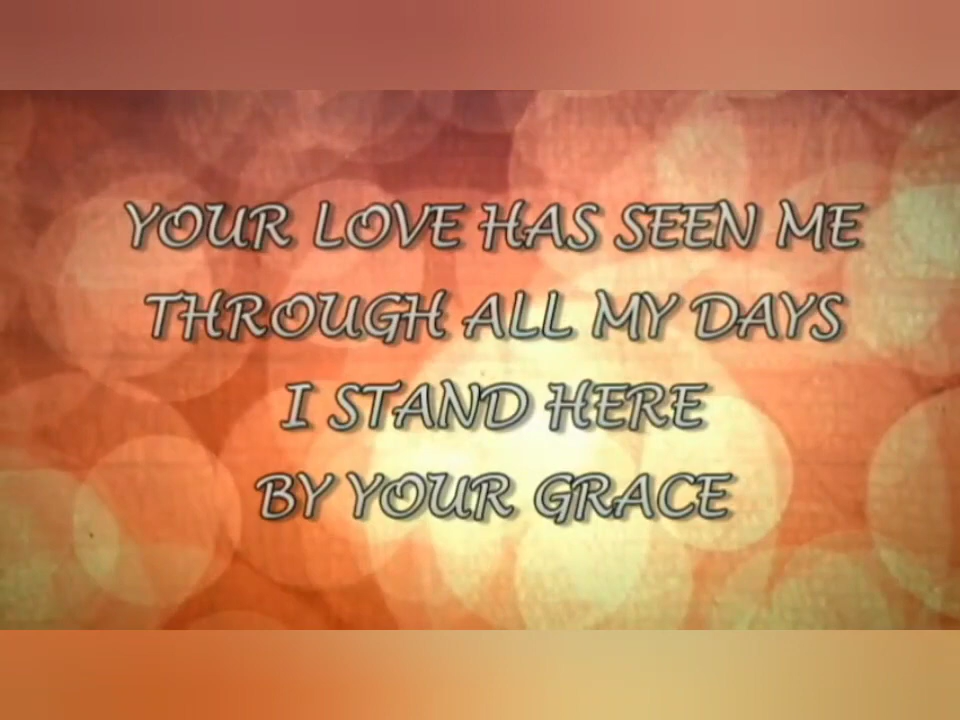 YOUR LOVE HAS SEEN ME
THROUGH ALL MY DAYS
I STAND HERE
BY YOUR GRACE